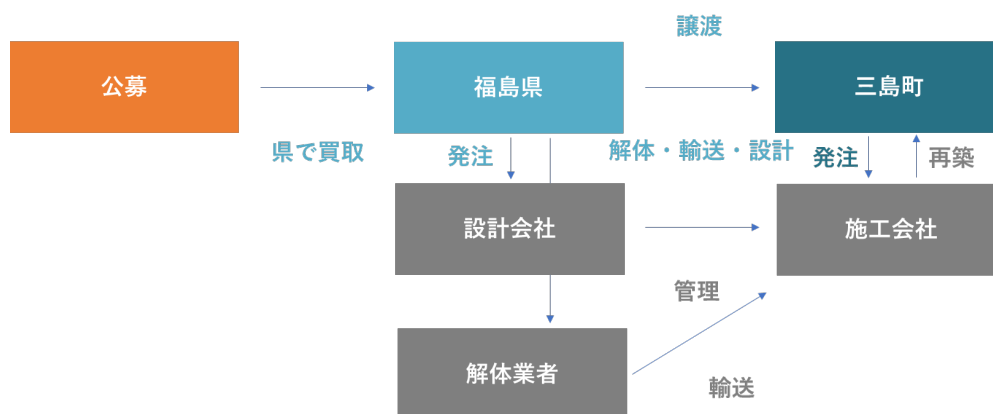 譲渡
公募
福島県
三島町
県で買取
発注
解体・輸送・設計
発注
再築
設計会社
施工会社
管理
解体業者
輸送